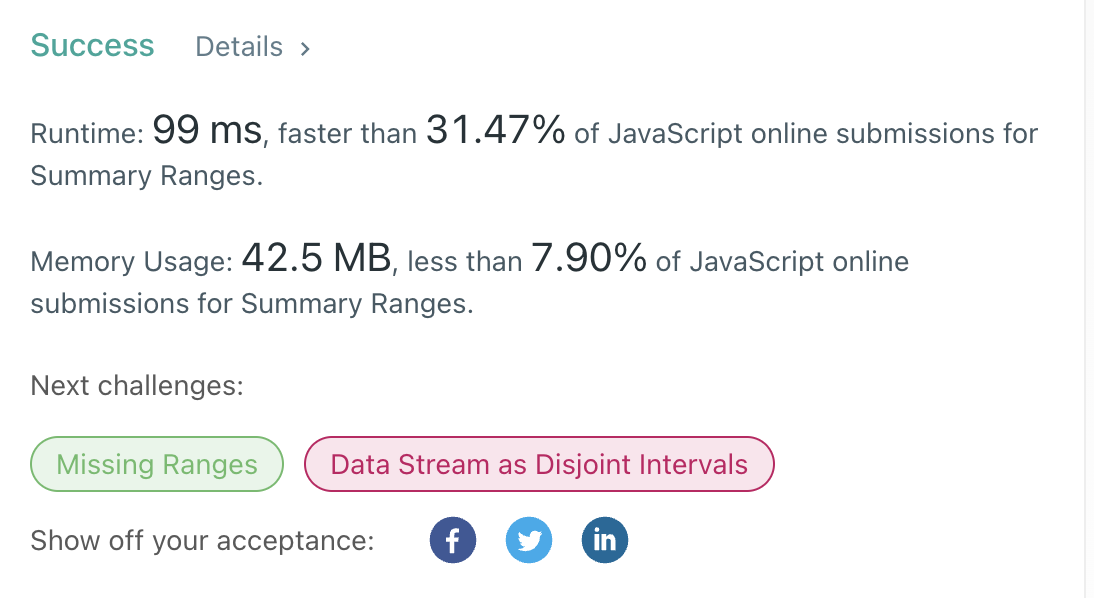 Success Details >
Runtime: 99 ms, faster than 31.47% of JavaScript online submissions for
Summary Ranges.
Memory Usage: 42.5 MB, less than 7.90% of JavaScript online
submissions for Summary Ranges.
Next challenges:
Missing Ranges Data Stream as Disjoint Intervals
Show off your acceptance: f in